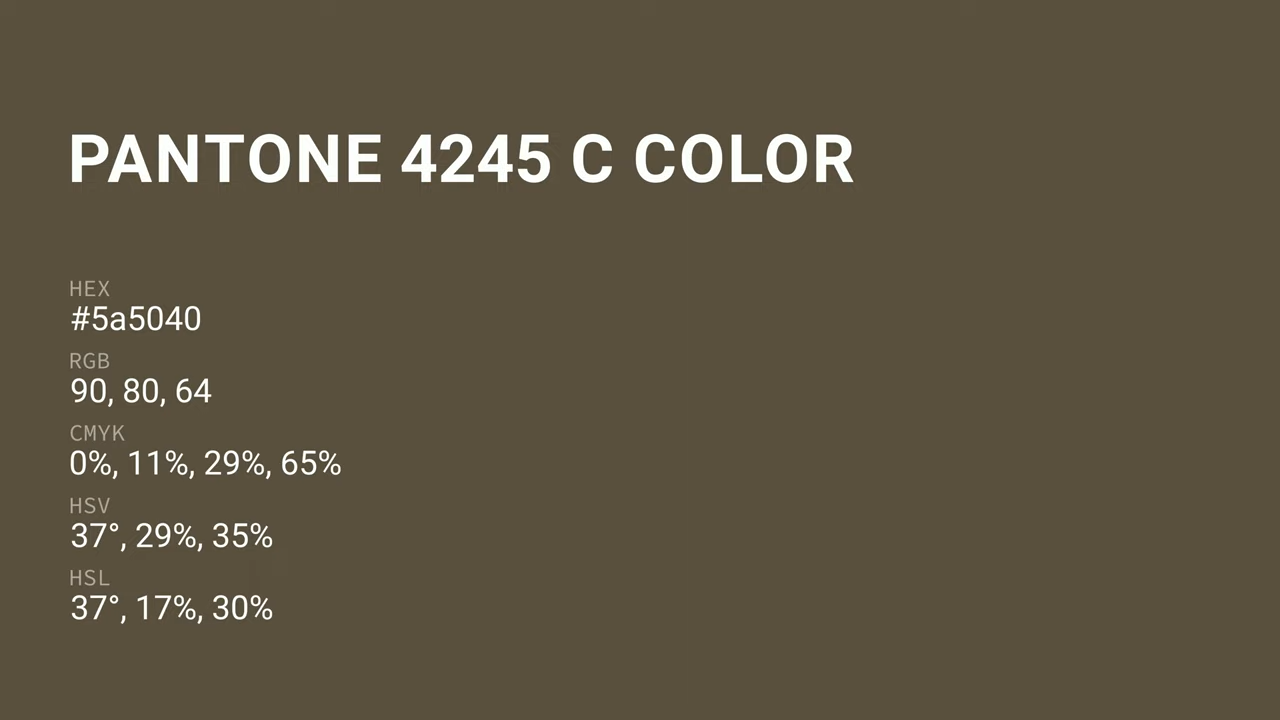 PANTONE 4245 C COLOR
HEX
#5a5040
RGB
90, 80, 64
CMYK
0%, 11%, 29%, 65%
HSV
37°, 29%, 35%
HSL
37°, 17%, 30%